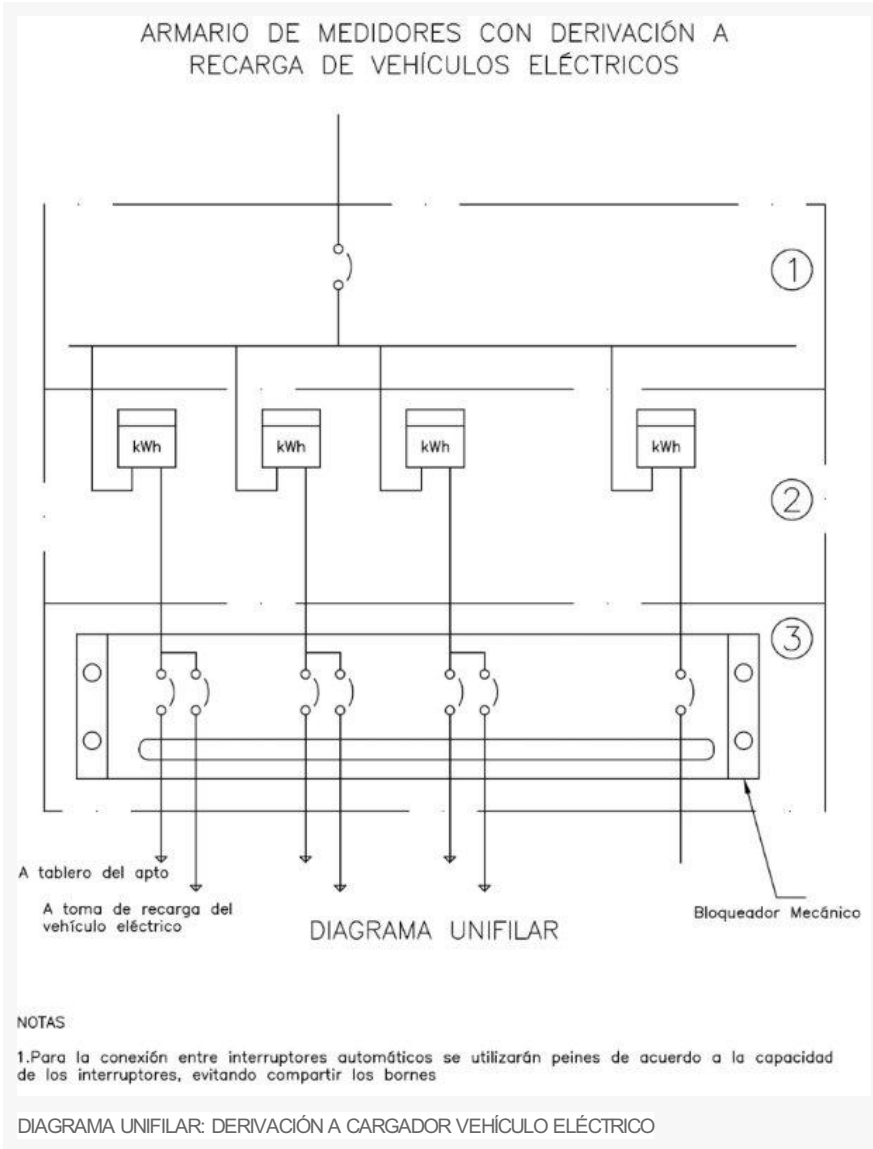 ARMARIO DE MEDIDORES CON DERIVACIÓN A
RECARGA DE VEHÍCULOS ELÉCTRICOS
1
kWh
kWh
kWh
kWh
2
3
A tablero del apto
A toma de recarga del
vehículo eléctrico
DIAGRAMA UNIFILAR
Bloqueador Mecánico
NOTAS
1.Para la conexión entre interruptores automáticos se utilizarán peines de acuerdo a la capacidad
de los interruptores, evitando compartir los bornes
DIAGRAMA UNIFILAR: DERIVACIÓN A CARGADOR VEHÍCULO ELÉCTRICO